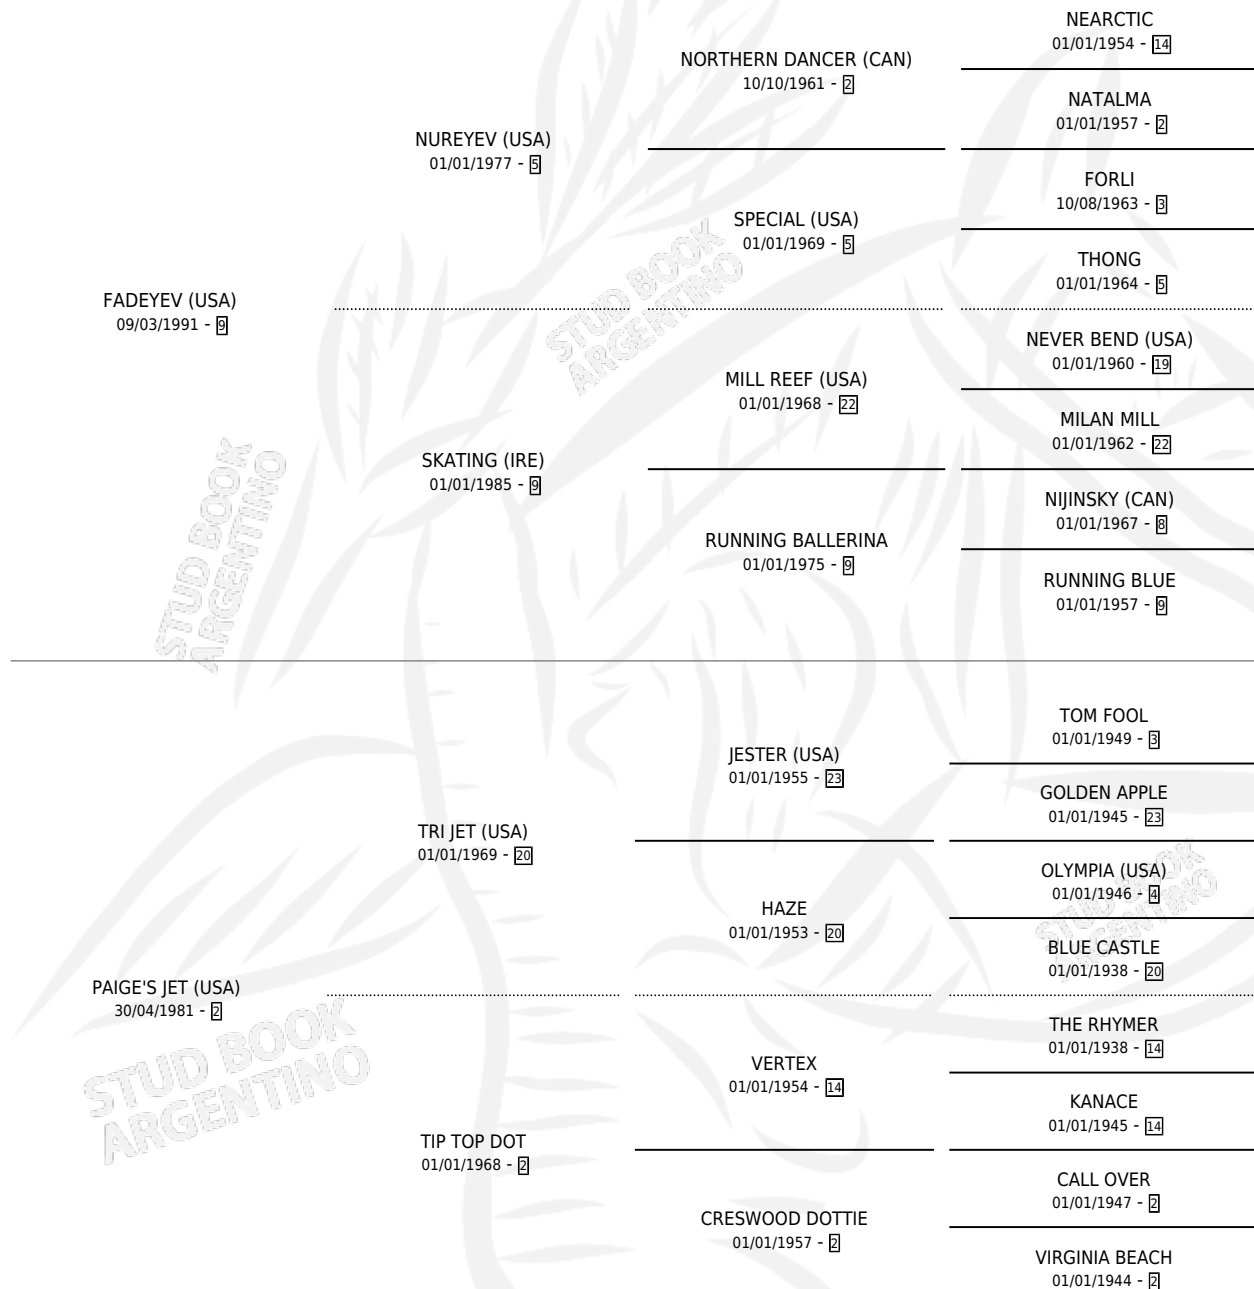 NEARCTIC
01/01/1954 - 14
NORTHERN DANCER (CAN)
10/10/1961 - 2
NATALMA
01/01/1957 - 2
NUREYEV (USA)
01/01/1977 - 5
FORLI
10/08/1963 - 3
SPECIAL (USA)
01/01/1969 - 5
THONG
01/01/1964 - 5
FADEYEV (USA)
09/03/1991 - 9
STUD BOOK
ARGENTINO
NEVER BEND (USA)
01/01/1960 - 19
MILL REEF (USA)
01/01/1968 - 22
MILAN MILL
01/01/1962 - 22
SKATING (IRE)
01/01/1985 - 9
NIJINSKY (CAN)
01/01/1967 - 8
RUNNING BALLERINA
01/01/1975 - 9
RUNNING BLUE
01/01/1957 - 9
STUD BOOK
ARGENTINO
TOM FOOL
01/01/1949 - 3
JESTER (USA)
01/01/1955 - 23
GOLDEN APPLE
01/01/1945 - 23
TRI JET (USA)
01/01/1969 - 20
OLYMPIA (USA)
01/01/1946 - 4
HAZE
01/01/1953 - 20
STUD BOOK
ARGENTINO
BLUE CASTLE
01/01/1938 - 20
PAIGE'S JET (USA)
30/04/1981 - 2
THE RHYMER
01/01/1938 - 14
VERTEX
01/01/1954 - 14
KANACE
01/01/1945 - 14
STUD BOOK
ARGENTINO
TIP TOP DOT
01/01/1968 - 2
CALL OVER
01/01/1947 - 2
CRESWOOD DOTTIE
01/01/1957 - 2
VIRGINIA BEACH
01/01/1944 - 2